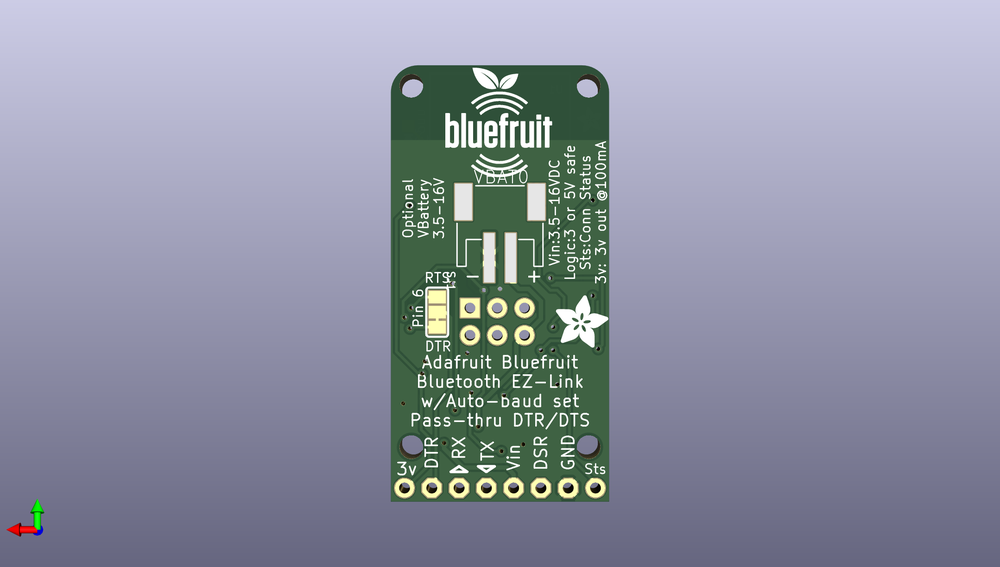 bluefruit
VBAT0
Optional
VBattery
3.5-16V
Vin:3.5-16VDC
Logic:3 or 5V safe
Sts:Conn Status
3v: 3v out @100mA
- +
RTS
Pin 6
DTR
Adafruit Bluefruit
Bluetooth EZ-Link
w/Auto-baud set
Pass-thru DTR/DTS
3v DTR RX TX Vin DSR GND Sts